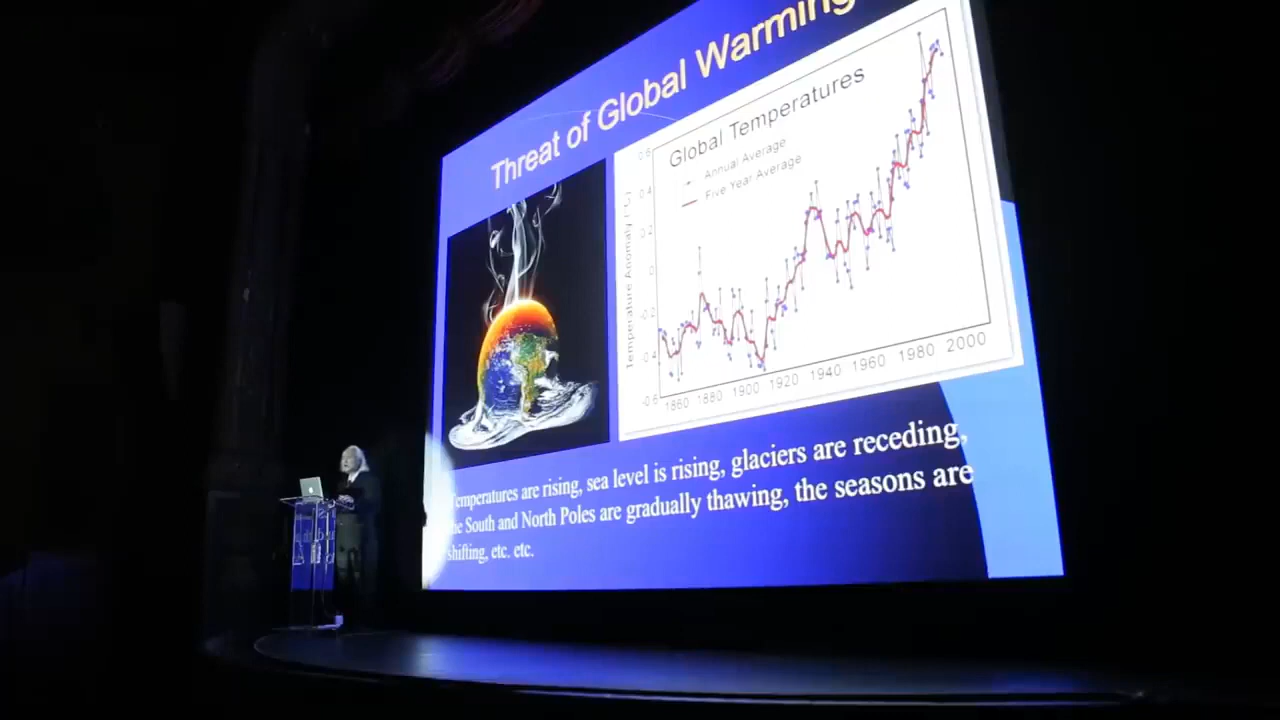 Threat of Global Warming
Global Temperatures
Annual Average
Five Year Average
Temperature Anomaly (°C)
0.6
0.4
0.2
0
-0.2
-0.4
-0.6
1860 1880 1900 1920 1940 1960 1980 2000
Temperatures are rising, sea level is rising, glaciers are receding,
the South and North Poles are gradually thawing, the seasons are
shifting, etc. etc.